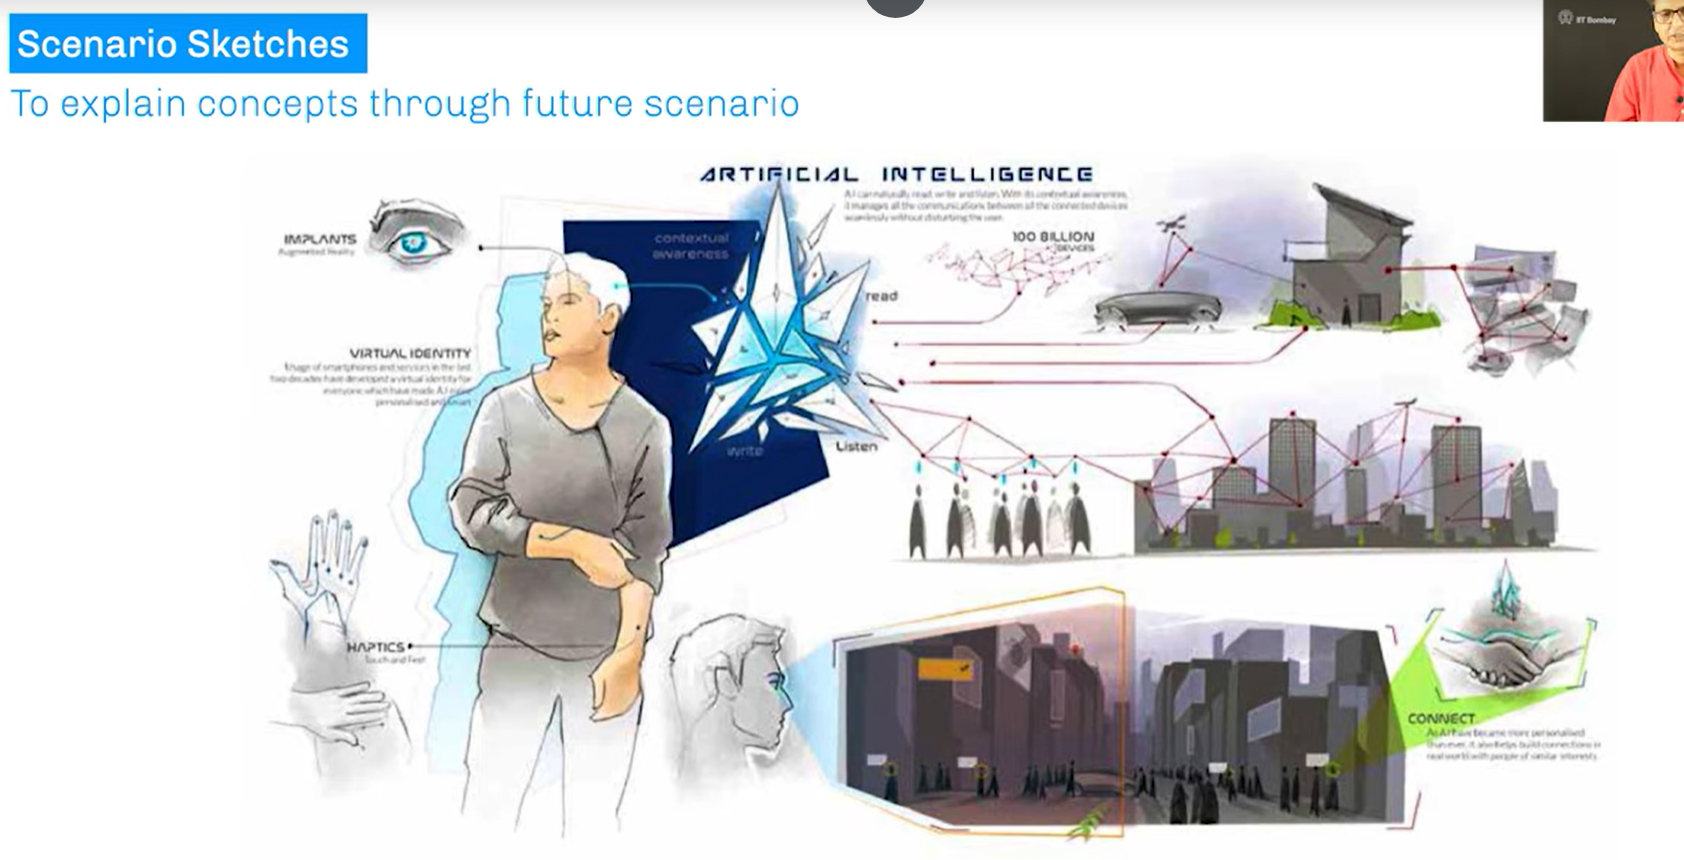 Scenario Sketches
To explain concepts through future scenario
IIT Bombay
ARTIFICIAL INTELLIGENCE
AI can naturally read write and listen. With its contextual awareness,
it manages all the communications between all the connected devices
seamlessly without disturbing the user.
IMPLANTS
Augmented Reality
contextual
awareness
100 BILLION
DEVICES
read
VIRTUAL IDENTITY
Usage of smartphones and services in the last
two decades have developed a virtual identity for
everyone which have made A.I more
personalised and smart
write
Listen
HAPTICS
Touch and Feel
CONNECT
As AI have became more personalised
than ever, it also helps build connections in
real world with people of similar interests